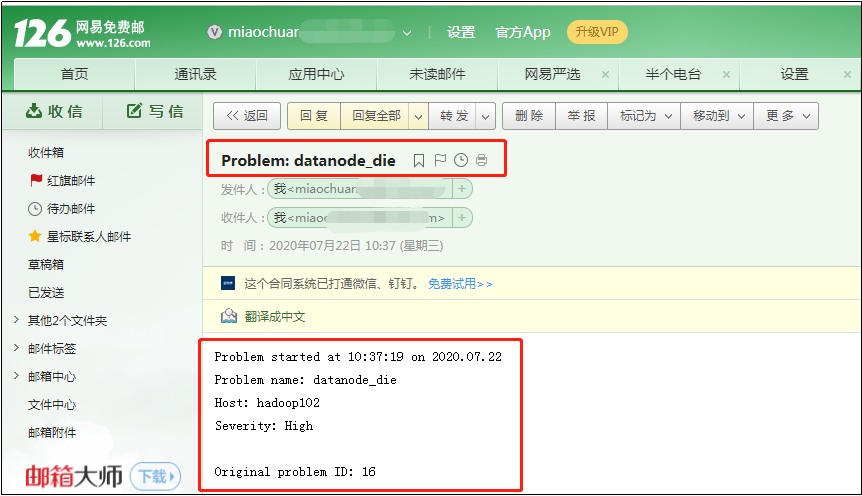 126 网易免费邮
www.126.com
miaochuan
设置
官方App
升级VIP
首页
通讯录
应用中心
未读邮件
网易严选 ×
半个电台 ×
设置 ×
收 信
写 信
<< 返回
回 复
回复全部
转 发
删 除
举 报
标记为
移动到
更 多
收件箱
红旗邮件
待办邮件
星标联系人邮件
草稿箱
已发送
其他2个文件夹
邮件标签
邮箱中心
文件中心
邮箱附件
邮箱大师
下载
Problem: datanode_die
发件人：
我<miaochuan
+
收件人：
我<miao
m>
+
时 间：2020年07月22日 10:37 (星期三)
这个合同系统已打通微信、钉钉。 免费试用>>
翻译成中文
Problem started at 10:37:19 on 2020.07.22
Problem name: datanode_die
Host: hadoop102
Severity: High
Original problem ID: 16